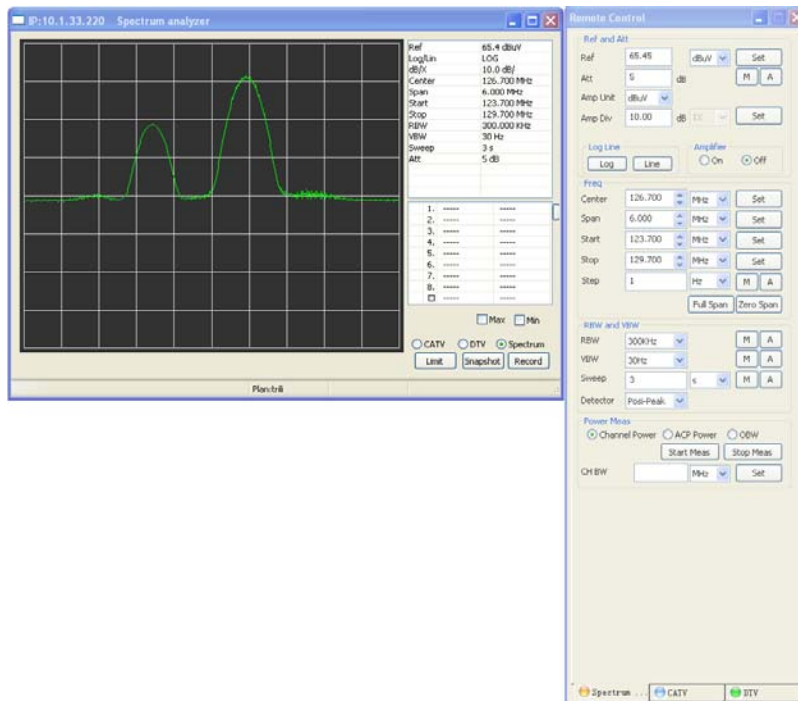 IP:10.1.33.220 Spectrum analyzer
Ref 65.4 dBuV
Log/Lin LOG
dB/X 10.0 dB/
Center 126.700 MHz
Span 6.000 MHz
Start 123.700 MHz
Stop 129.700 MHz
RBW 300.000 KHz
VBW 30 Hz
Sweep 3 s
Att 5 dB
1. ----- -----
2. ----- -----
3. ----- -----
4. ----- -----
5. ----- -----
6. ----- -----
7. ----- -----
8. ----- -----
----- -----
Max Min
CATV DTV Spectrum
Limit Snapshot Record
Plan:trili
Remote Control
Ref and Att
Ref 65.45 dBuV Set
Att 5 dB M A
Amp Unit dBuV
Amp Div 10.00 dB Set
Log Line Amplifier
Log Line On Off
Freq
Center 126.700 MHz Set
Span 6.000 MHz Set
Start 123.700 MHz Set
Stop 129.700 MHz Set
Step 1 Hz M A
Full Span Zero Span
RBW and VBW
RBW 300KHz M A
VBW 30Hz M A
Sweep 3 s M A
Detector Posi-Peak
Power Meas
Channel Power ACP Power OBW
Start Meas Stop Meas
CH BW MHz Set
Spectrum ... CATV DTV